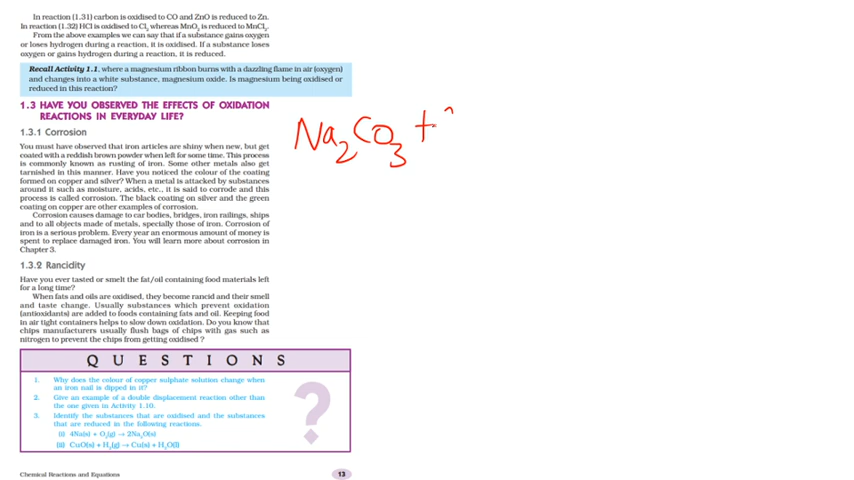 In reaction (1.31) carbon is oxidised to CO and ZnO is reduced to Zn.
In reaction (1.32) HCl is oxidised to Cl₂ whereas MnO₂ is reduced to MnCl₂.
From the above examples we can say that if a substance gains oxygen
or loses hydrogen during a reaction, it is oxidised. If a substance loses
oxygen or gains hydrogen during a reaction, it is reduced.
Recall Activity 1.1, where a magnesium ribbon burns with a dazzling flame in air (oxygen)
and changes into a white substance, magnesium oxide. Is magnesium being oxidised or
reduced in this reaction?
1.3 HAVE YOU OBSERVED THE EFFECTS OF OXIDATION
REACTIONS IN EVERYDAY LIFE?
1.3.1 Corrosion
You must have observed that iron articles are shiny when new, but get
coated with a reddish brown powder when left for some time. This process
is commonly known as rusting of iron. Some other metals also get
tarnished in this manner. Have you noticed the colour of the coating
formed on copper and silver? When a metal is attacked by substances
around it such as moisture, acids, etc., it is said to corrode and this
process is called corrosion. The black coating on silver and the green
coating on copper are other examples of corrosion.
Corrosion causes damage to car bodies, bridges, iron railings, ships
and to all objects made of metals, specially those of iron. Corrosion of
iron is a serious problem. Every year an enormous amount of money is
spent to replace damaged iron. You will learn more about corrosion in
Chapter 3.
1.3.2 Rancidity
Have you ever tasted or smelt the fat/oil containing food materials left
for a long time?
When fats and oils are oxidised, they become rancid and their smell
and taste change. Usually substances which prevent oxidation
(antioxidants) are added to foods containing fats and oil. Keeping food
in air tight containers helps to slow down oxidation. Do you know that
chips manufacturers usually flush bags of chips with gas such as
nitrogen to prevent the chips from getting oxidised ?
QUESTIONS
1. Why does the colour of copper sulphate solution change when
an iron nail is dipped in it?
2. Give an example of a double displacement reaction other than
the one given in Activity 1.10.
3. Identify the substances that are oxidised and the substances
that are reduced in the following reactions.
(i) 4Na(s) + O₂(g) → 2Na₂O(s)
(ii) CuO(s) + H₂(g) → Cu(s) + H₂O(l)
?
Chemical Reactions and Equations 13
Na₂CO₃ +